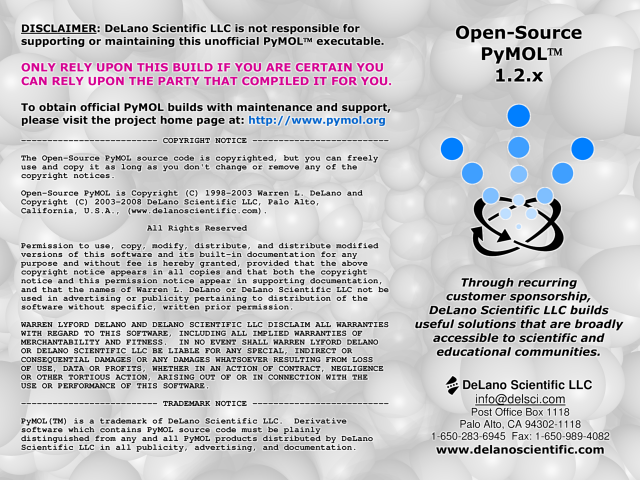 DISCLAIMER: DeLano Scientific LLC is not responsible for
supporting or maintaining this unofficial PyMOL™ executable.
ONLY RELY UPON THIS BUILD IF YOU ARE CERTAIN YOU
CAN RELY UPON THE PARTY THAT COMPILED IT FOR YOU.
To obtain official PyMOL builds with maintenance and support,
please visit the project home page at: http://www.pymol.org
-------------------------- COPYRIGHT NOTICE --------------------------
The Open-Source PyMOL source code is copyrighted, but you can freely
use and copy it as long as you don't change or remove any of the
copyright notices.
Open-Source PyMOL is Copyright (C) 1998-2003 Warren L. DeLano and
Copyright (C) 2003-2008 DeLano Scientific LLC, Palo Alto,
California, U.S.A., (www.delanoscientific.com).
All Rights Reserved
Permission to use, copy, modify, distribute, and distribute modified
versions of this software and its built-in documentation for any
purpose and without fee is hereby granted, provided that the above
copyright notice appears in all copies and that both the copyright
notice and this permission notice appear in supporting documentation,
and that the names of Warren L. DeLano or DeLano Scientific LLC not be
used in advertising or publicity pertaining to distribution of the
software without specific, written prior permission.
WARREN LYFORD DELANO AND DELANO SCIENTIFIC LLC DISCLAIM ALL WARRANTIES
WITH REGARD TO THIS SOFTWARE, INCLUDING ALL IMPLIED WARRANTIES OF
MERCHANTABILITY AND FITNESS.  IN NO EVENT SHALL WARREN LYFORD DELANO
OR DELANO SCIENTIFIC LLC BE LIABLE FOR ANY SPECIAL, INDIRECT OR
CONSEQUENTIAL DAMAGES OR ANY DAMAGES WHATSOEVER RESULTING FROM LOSS
OF USE, DATA OR PROFITS, WHETHER IN AN ACTION OF CONTRACT, NEGLIGENCE
OR OTHER TORTIOUS ACTION, ARISING OUT OF OR IN CONNECTION WITH THE
USE OR PERFORMANCE OF THIS SOFTWARE.
-------------------------- TRADEMARK NOTICE --------------------------
PyMOL(TM) is a trademark of DeLano Scientific LLC.  Derivative
software which contains PyMOL source code must be plainly
distinguished from any and all PyMOL products distributed by DeLano
Scientific LLC in all publicity, advertising, and documentation.
Open-Source
PyMOL™
1.2.x
Through recurring
customer sponsorship,
DeLano Scientific LLC builds
useful solutions that are broadly
accessible to scientific and
educational communities.
DeLano Scientific LLC
info@delsci.com
Post Office Box 1118
Palo Alto, CA 94302-1118
1-650-283-6945  Fax: 1-650-989-4082
www.delanoscientific.com